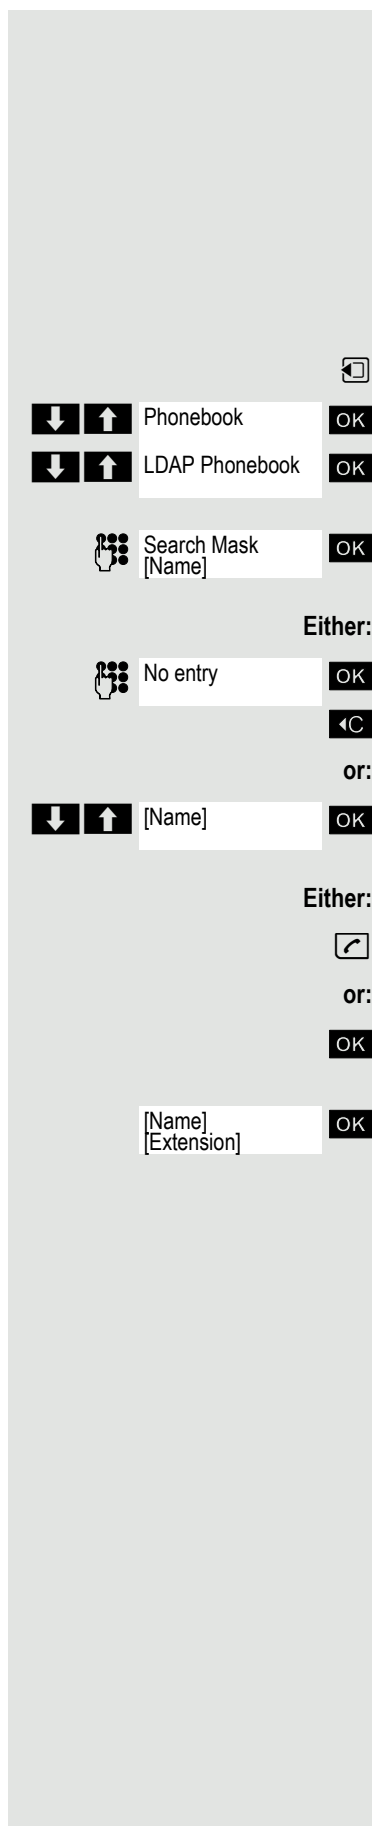 Phonebook OK
LDAP Phonebook OK
Search Mask OK
[Name]
Either:
No entry OK
C
or:
[Name] OK
Either:
or:
OK
[Name] OK
[Extension]